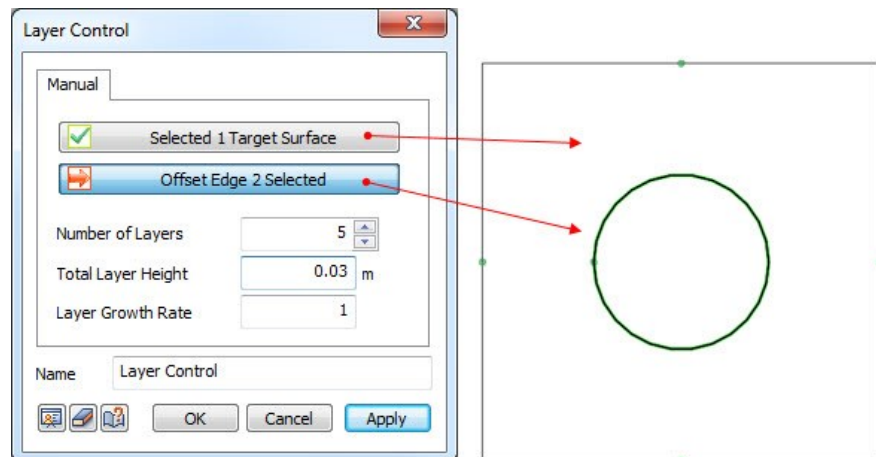 Layer Control
Manual
Selected 1 Target Surface
Offset Edge 2 Selected
Number of Layers 5
Total Layer Height 0.03 m
Layer Growth Rate 1
Name Layer Control
OK Cancel Apply